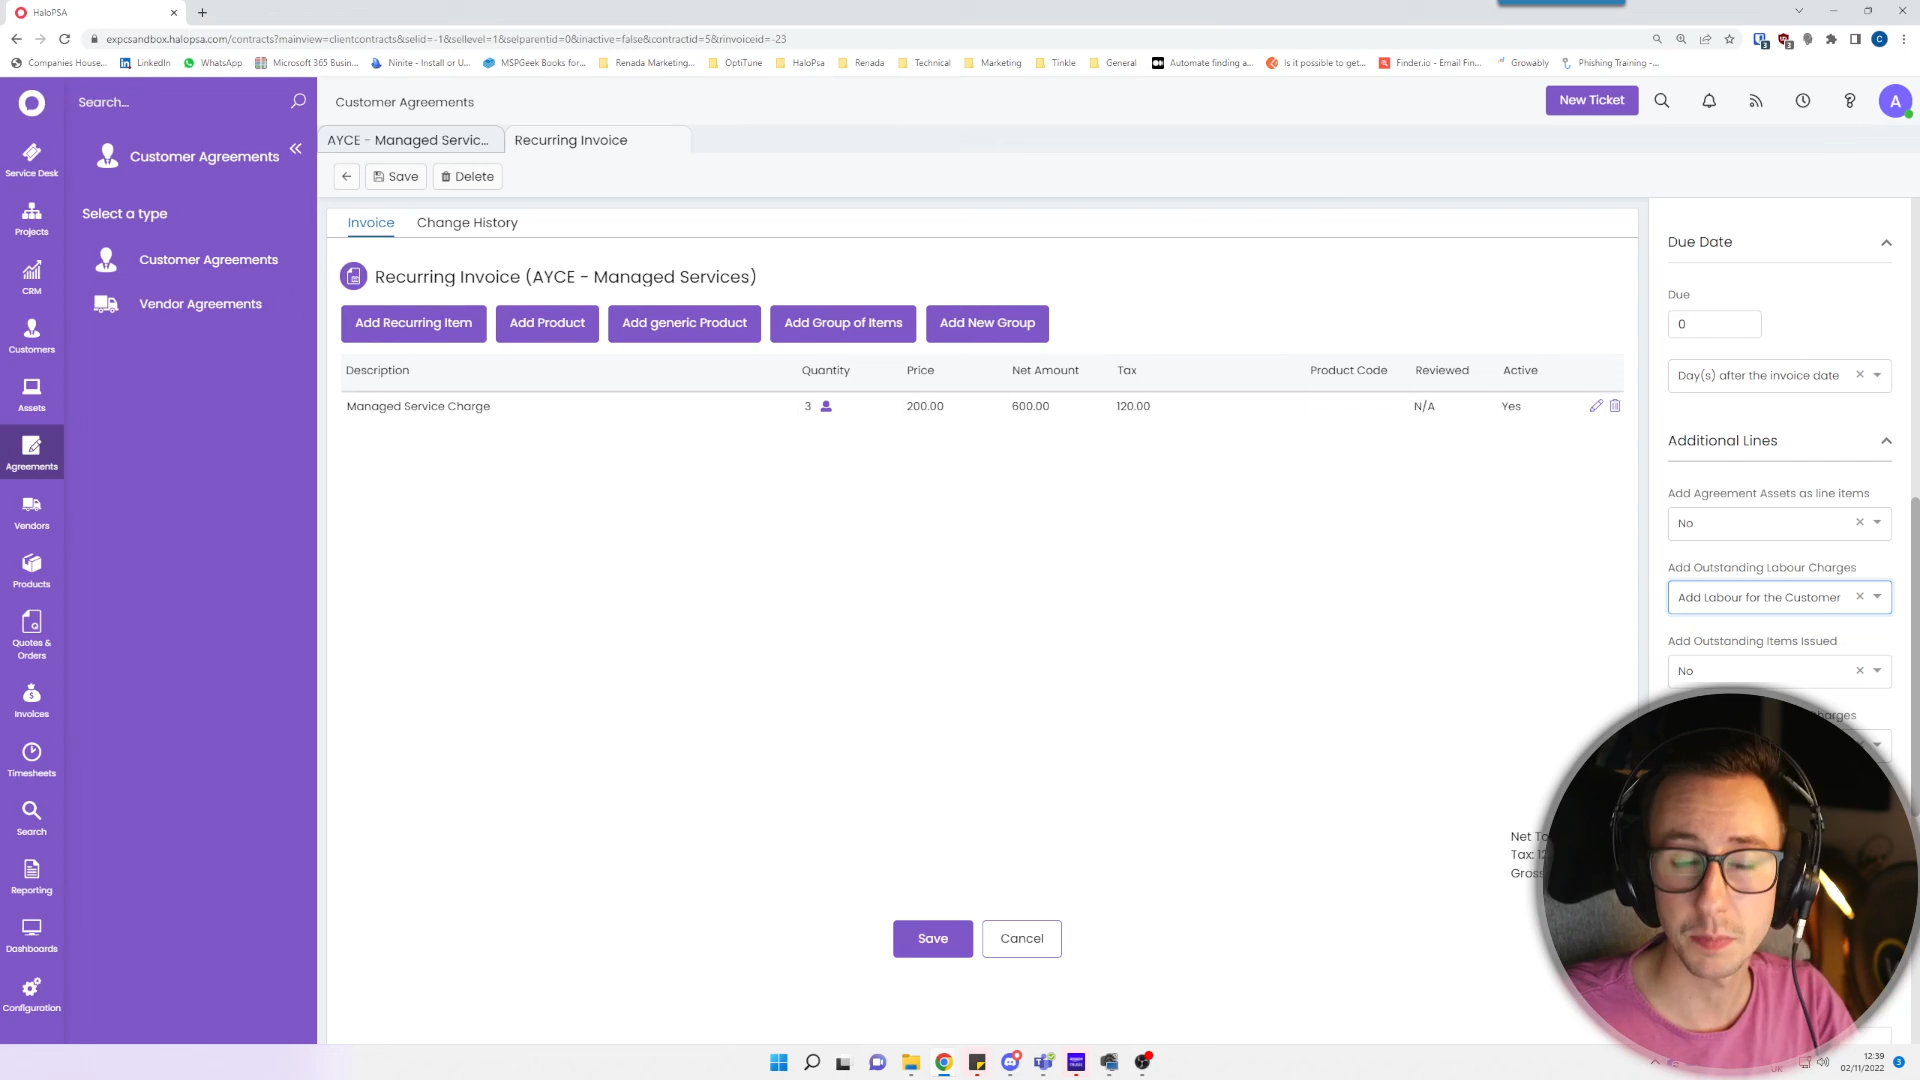 HaloPSA
expcsandbox.halopsa.com/contracts?mainview=clientcontracts&selid=-1&sellevel=1&selparentid=0&inactive=false&contractid=5&rinvoiceid=-23
Companies House... LinkedIn WhatsApp Microsoft 365 Busin... Ninite - Install or U... MSPGeek Books for... Renada Marketing... OptiTune HaloPsa Renada Technical Marketing Tinkle General Automate finding a... Is it possible to get... Finder.io - Email Fin... Growably Phishing Training -...
Search...
Customer Agreements
New Ticket
A
Customer Agreements
AYCE - Managed Servic...
Recurring Invoice
Save
Delete
Select a type
Customer Agreements
Vendor Agreements
Service Desk
Projects
CRM
Customers
Assets
Agreements
Vendors
Products
Quotes &
Orders
Invoices
Timesheets
Search
Reporting
Dashboards
Configuration
Invoice
Change History
Recurring Invoice (AYCE - Managed Services)
Add Recurring Item
Add Product
Add generic Product
Add Group of Items
Add New Group
Description Quantity Price Net Amount Tax Product Code Reviewed Active
Managed Service Charge 3 200.00 600.00 120.00 N/A Yes
Tax: 
Gross
Save
Cancel
Due Date
Due
0
Day(s) after the invoice date
Additional Lines
Add Agreement Assets as line items
No
Add Outstanding Labour Charges
Add Labour for the Customer
Add Outstanding Items Issued
No
UK
12:39
02/11/2022
3